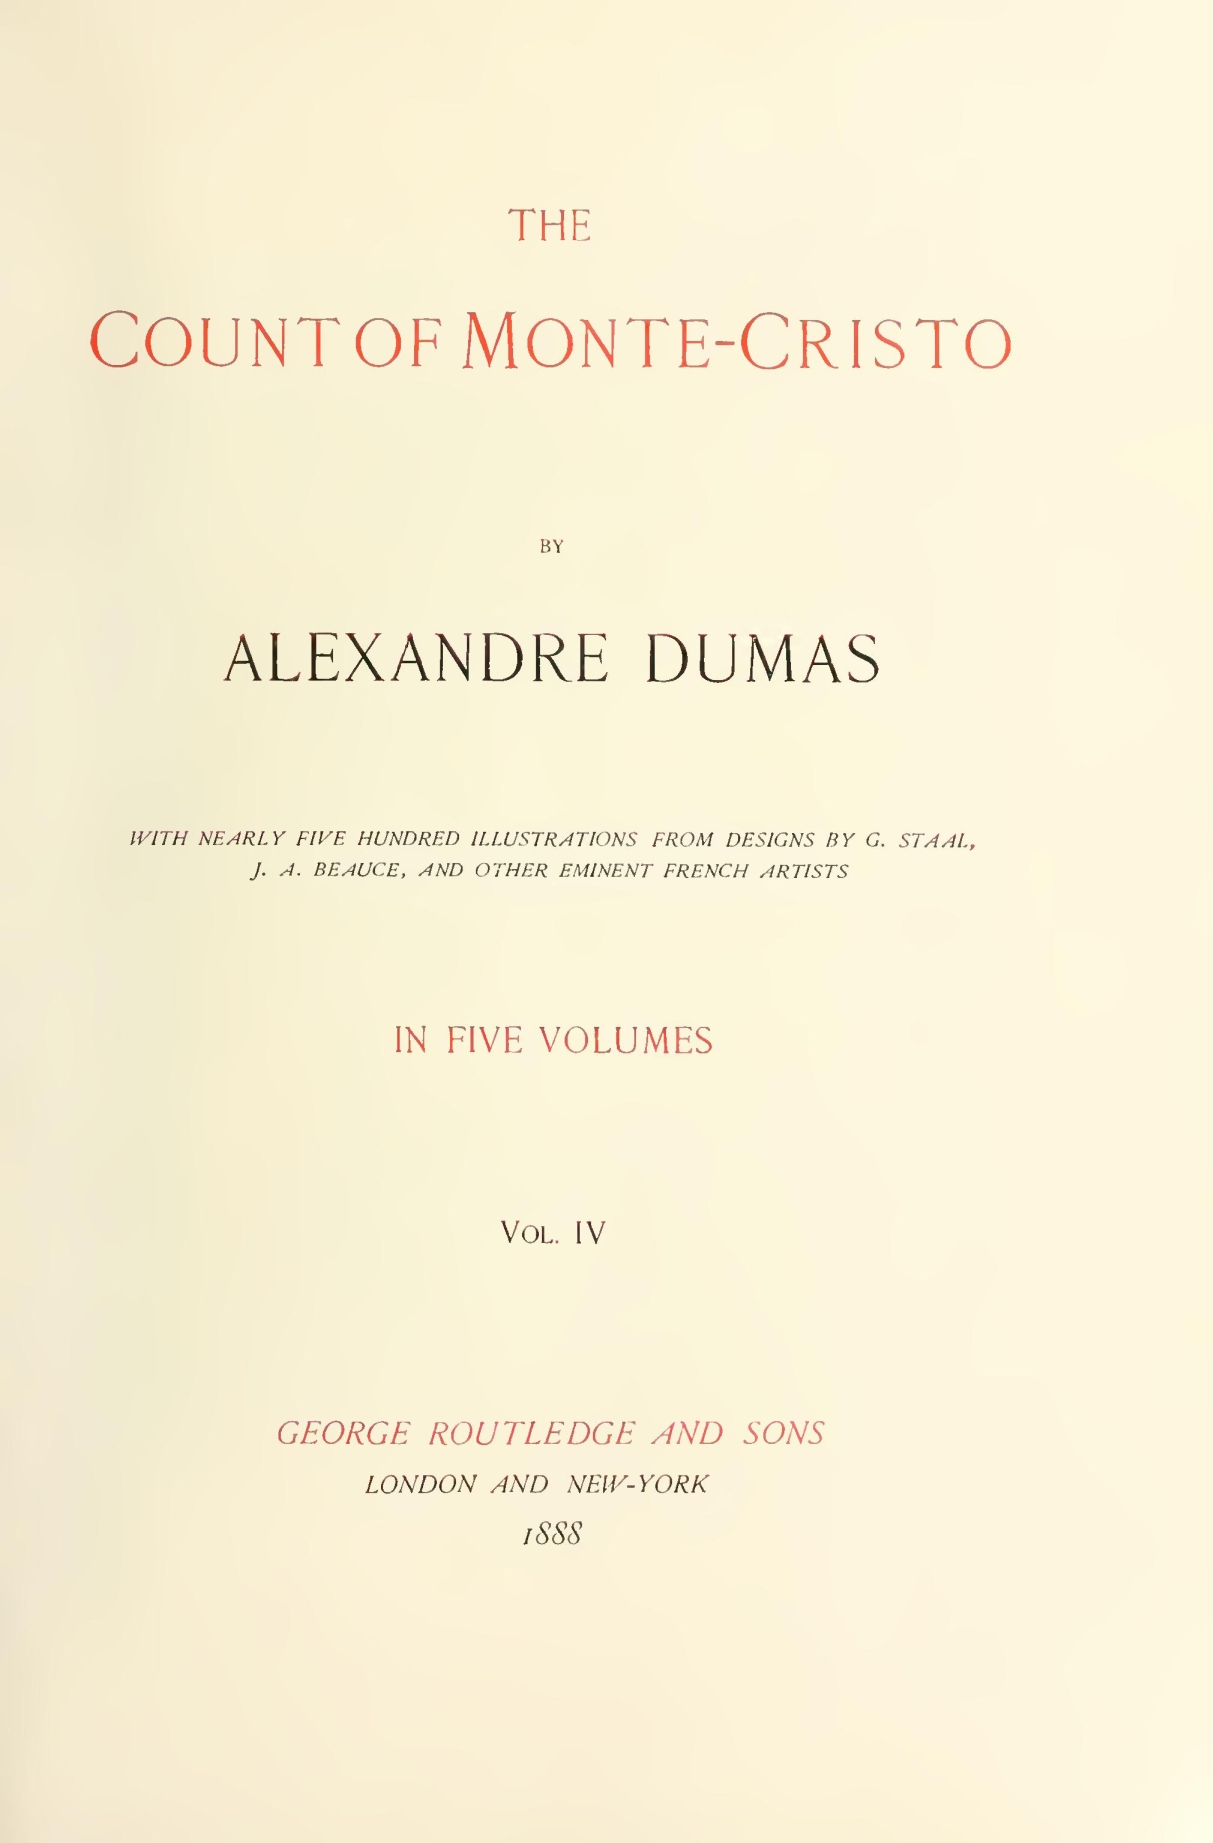 THE
COUNT OF MONTE-CRISTO
BY
ALEXANDRE DUMAS
WITH NEARLY FIVE HUNDRED ILLUSTRATIONS FROM DESIGNS BY G. STAAL,
J. A. BEAUCE, AND OTHER EMINENT FRENCH ARTISTS
IN FIVE VOLUMES
VOL. IV
GEORGE ROUTLEDGE AND SONS
LONDON AND NEW-YORK
1888